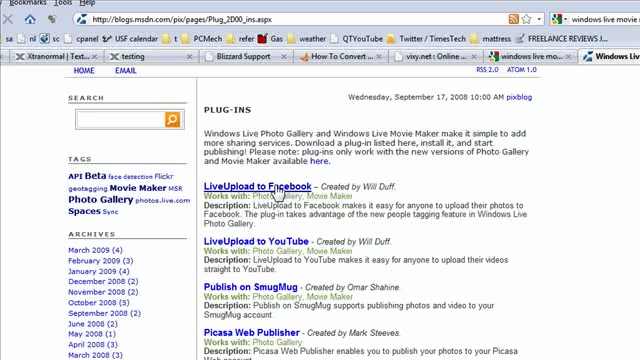 Bookmarks Tools Help
http://blogs.msdn.com/pix/pages/Plug_2D00_ins.aspx
windows live movie
sa nl sc cpanel USF PCMech refer Gas weather QTYouTube Twitter / TimesTech mattress FREELANCE REVIEWS J...
Xtranormal | Text... testing Blizzard Support How To Convert ... vixy.net : Online ... windows live mo... Windows Liv
HOME EMAIL RSS 2.0 ATOM 1.0
Wednesday, September 17, 2008 10:00 AM pixblog
SEARCH
PLUG-INS
Windows Live Photo Gallery and Windows Live Movie Maker make it simple to add
more sharing services. Download a plug-in listed here, install it, and start
publishing! Please note: plug-ins only work with the new versions of Photo Gallery
and Movie Maker available here.
TAGS
API Beta face detection Flickr
geotagging Movie Maker MSR
Photo Gallery photos.live.com
Spaces Sync
LiveUpload to Facebook - Created by Will Duff.
Works with: Photo Gallery, Movie Maker
Description: LiveUpload to Facebook makes it easy for anyone to upload their photos to
Facebook. The plug-in takes advantage of the new people tagging feature in Windows
Live Photo Gallery.
ARCHIVES
March 2009 (4)
February 2009 (3)
January 2009 (4)
December 2008 (2)
November 2008 (2)
October 2008 (5)
September 2008 (2)
June 2008 (2)
May 2008 (1)
April 2008 (3)
March 2008 (3)
LiveUpload to YouTube - Created by Will Duff.
Works with: Photo Gallery, Movie Maker
Description: LiveUpload to YouTube makes it easy for anyone to upload their videos
straight to YouTube.
Publish on SmugMug - Created by Omar Shahine.
Works with: Photo Gallery, Movie Maker
Description: Publish on SmugMug supports publishing photos and video to your
SmugMug account
Picasa Web Publisher - Created by Mark Steeves.
Works with: Photo Gallery
Description: Picasa Web Publisher enables you to publish your photos to your Picasa